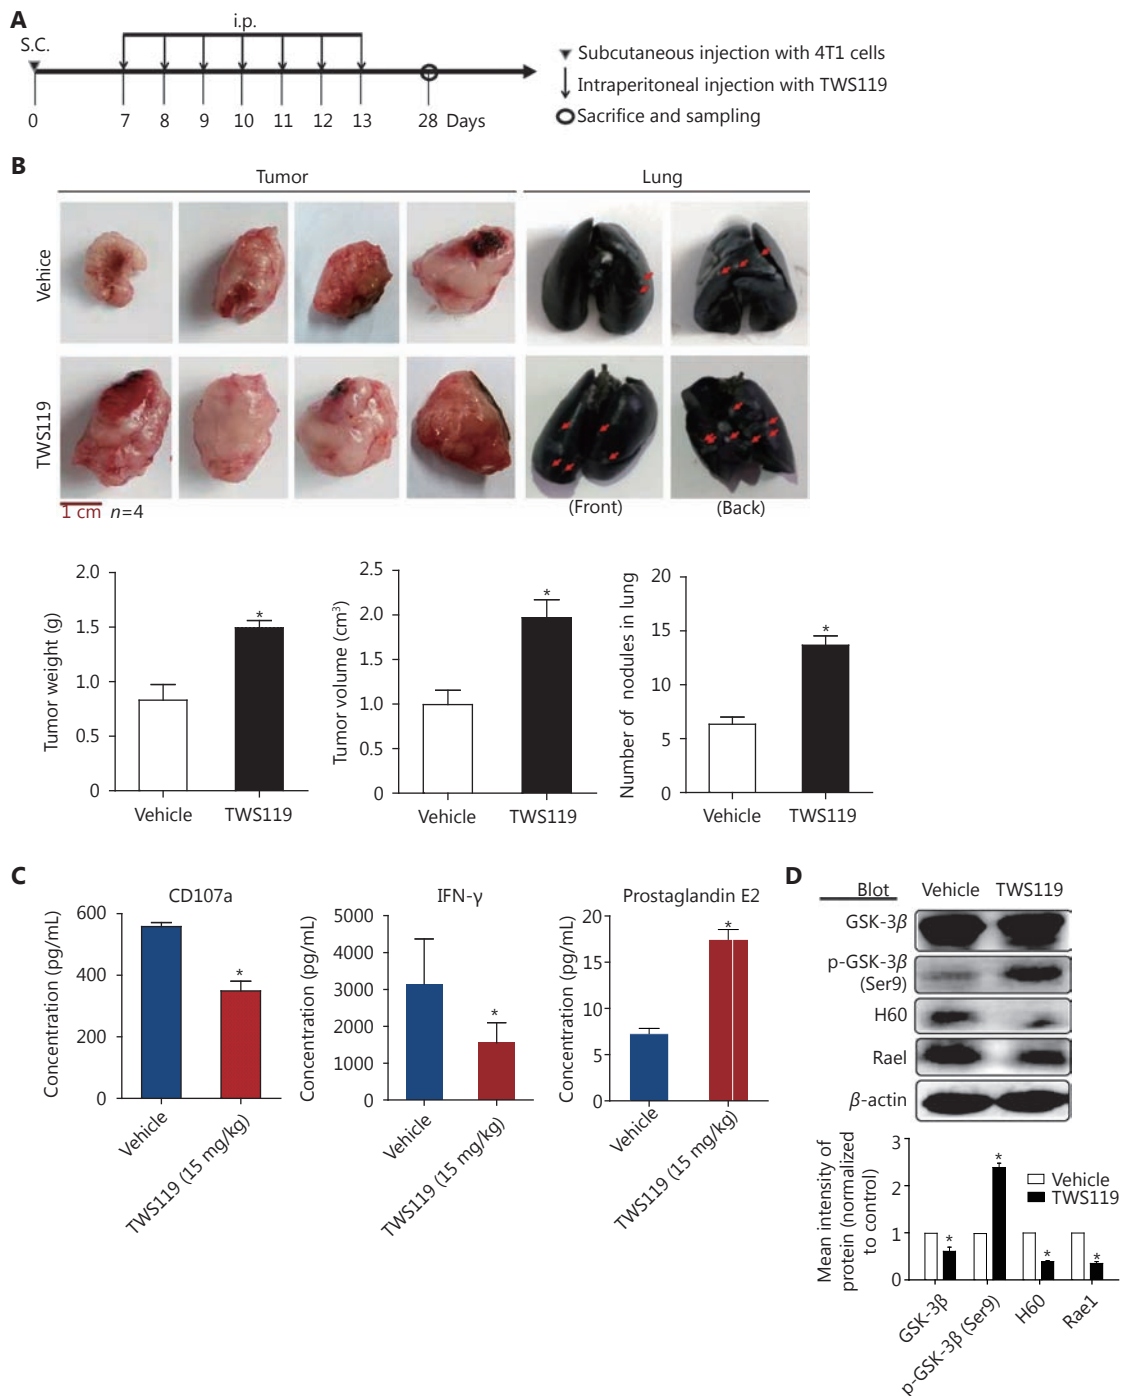 A
S.C.
i.p.
0 7 8 9 10 11 12 13 28 Days
Subcutaneous injection with 4T1 cells
Intraperitoneal injection with TWS119
Sacrifice and sampling
B
Tumor
Lung
Vehice
TWS119
1 cm n=4
(Front)
(Back)
Tumor weight (g)
2.0
1.5
1.0
0.5
0
*
Vehicle TWS119
Tumor volume (cm³)
2.5
2.0
1.5
1.0
0.5
0
*
Vehicle TWS119
Number of nodules in lung
20
15
10
5
0
*
Vehicle TWS119
C
CD107a
Concentration (pg/mL)
600
400
200
0
*
Vehicle
TWS119 (15 mg/kg)
IFN-γ
Concentration (pg/mL)
5000
4000
3000
2000
1000
0
*
Vehicle
TWS119 (15 mg/kg)
Prostaglandin E2
Concentration (pg/mL)
20
15
10
5
0
*
Vehicle
TWS119 (15 mg/kg)
D
Blot Vehicle TWS119
GSK-3β
p-GSK-3β
(Ser9)
H60
Rael
β-actin
Mean intensity of
protein (normalized
to control)
3
2
1
0
*
*
*
*
Vehicle
TWS119
GSK-3β
p-GSK-3β (Ser9)
H60
Rae1